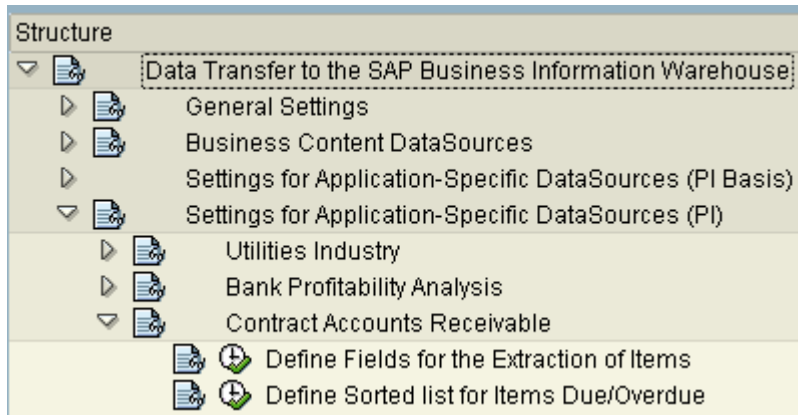 Structure
Data Transfer to the SAP Business Information Warehouse
General Settings
Business Content DataSources
Settings for Application-Specific DataSources (PI Basis)
Settings for Application-Specific DataSources (PI)
Utilities Industry
Bank Profitability Analysis
Contract Accounts Receivable
Define Fields for the Extraction of Items
Define Sorted list for Items Due/Overdue